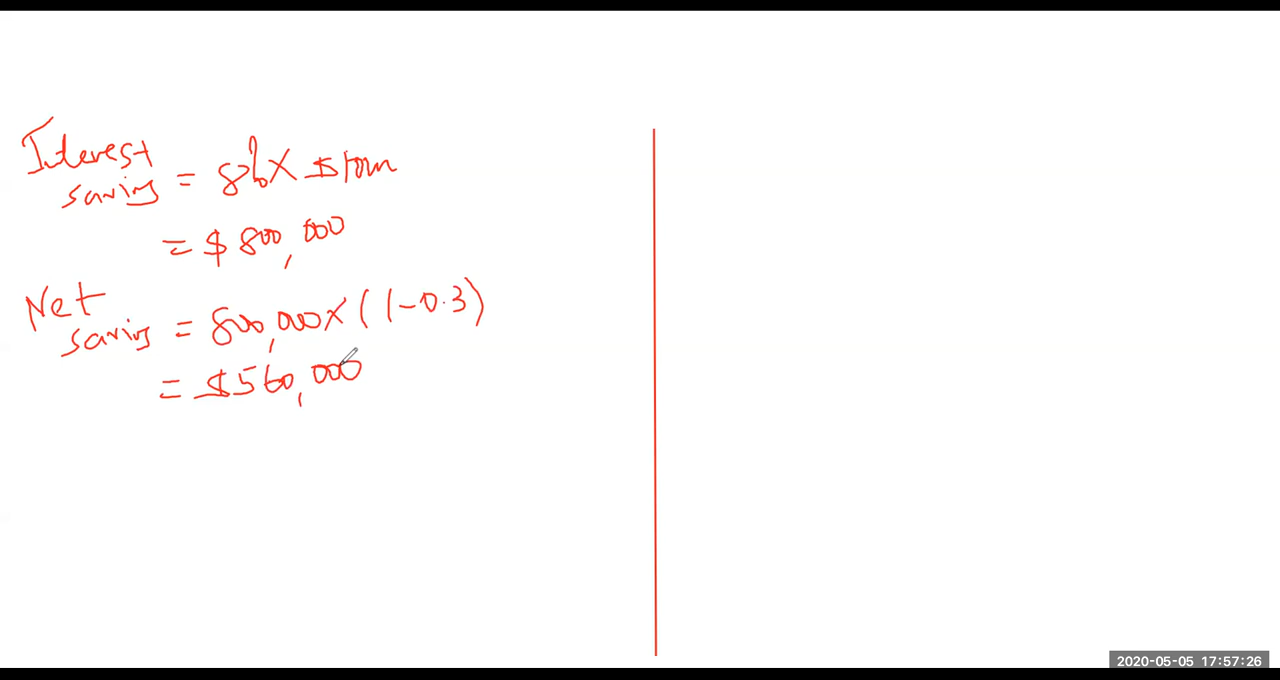 Interest
saving = 8% X $10m
= $ 800,000
Net
saving = 800,000 X (1-0.3)
= $560,000
2020-05-05 17:57:26